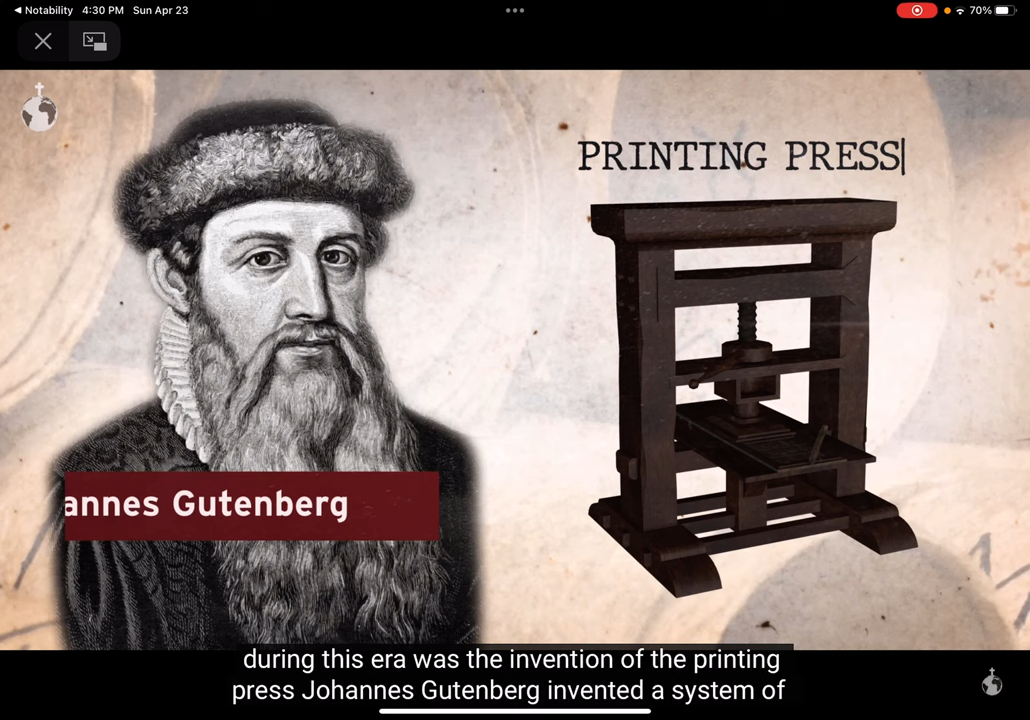 Notability 4:30 PM Sun Apr 23
70%
PRINTING PRESS
annes Gutenberg
during this era was the invention of the printing
press Johannes Gutenberg invented a system of